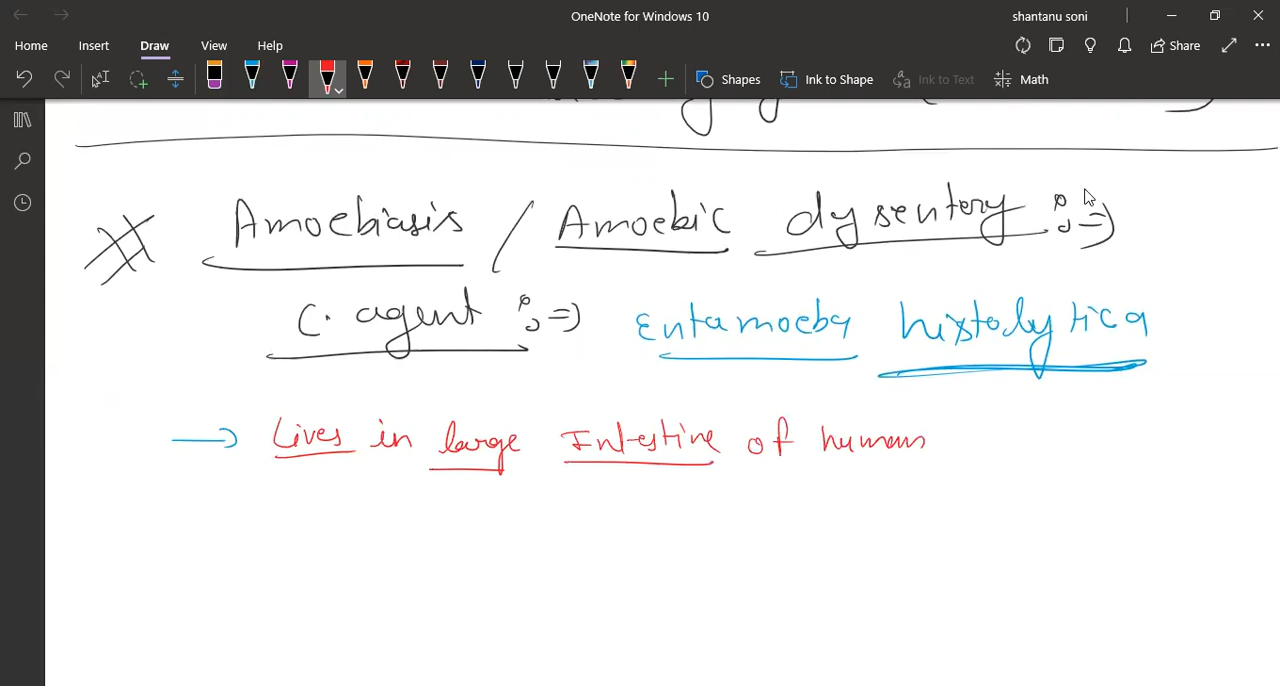 OneNote for Windows 10
shantanu soni
Home Insert Draw View Help
Share
Shapes Ink to Shape Ink to Text Math
# Amoebiasis / Amoebic dysentory :=)
C. agent :=) Entamoeba histolytica
→ Lives in large Intestine of humans